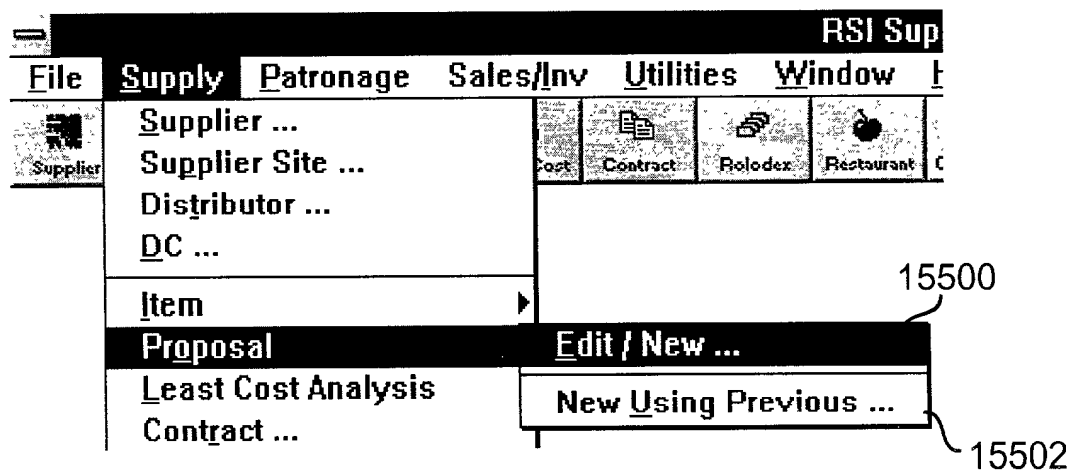 RSI Sup
File Supply Patronage Sales/Inv Utilities Window H
Supplier Cost Contract Rolodex Restaurant C
Supplier ...
Supplier Site ...
Distributor ...
DC ...
Item
Proposal
Least Cost Analysis
Contract ...
Edit / New ...
New Using Previous ...
15500
15502